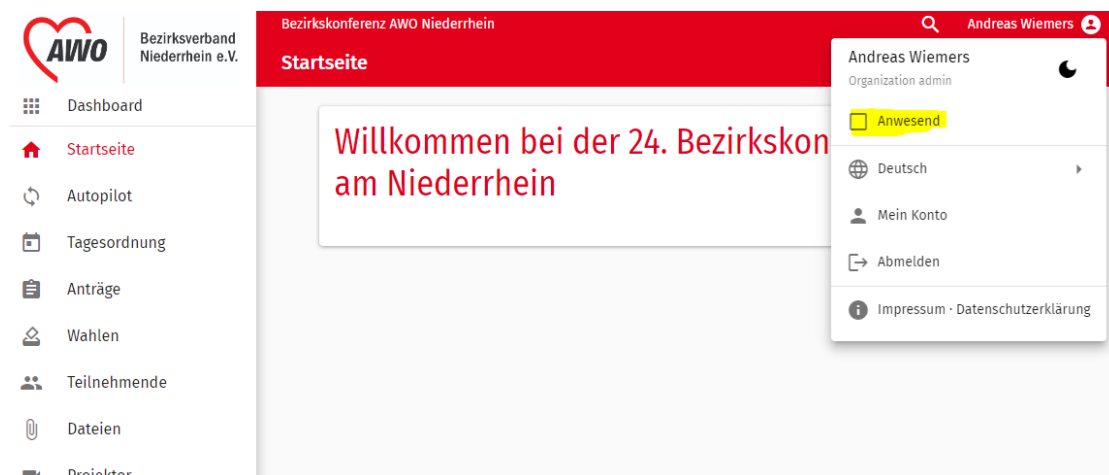 AWO
Bezirksverband
Niederrhein e.V.
Dashboard
Startseite
Autopilot
Tagesordnung
Anträge
Wahlen
Teilnehmende
Dateien
Projektor
Bezirkskonferenz AWO Niederrhein
Andreas Wiemers
Startseite
Willkommen bei der 24. Bezirkskon
am Niederrhein
Andreas Wiemers
Organization admin
Anwesend
Deutsch
Mein Konto
Abmelden
Impressum · Datenschutzerklärung